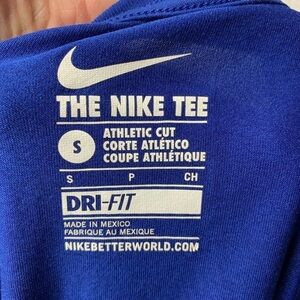 THE NIKE TEE
S
ATHLETIC CUT
CORTE ATLÉTICO
COUPE ATHLÉTIQUE
S P CH
DRI-FIT
MADE IN MEXICO
FABRIQUE AU MEXIQUE
NIKEBETTERWORLD.COM